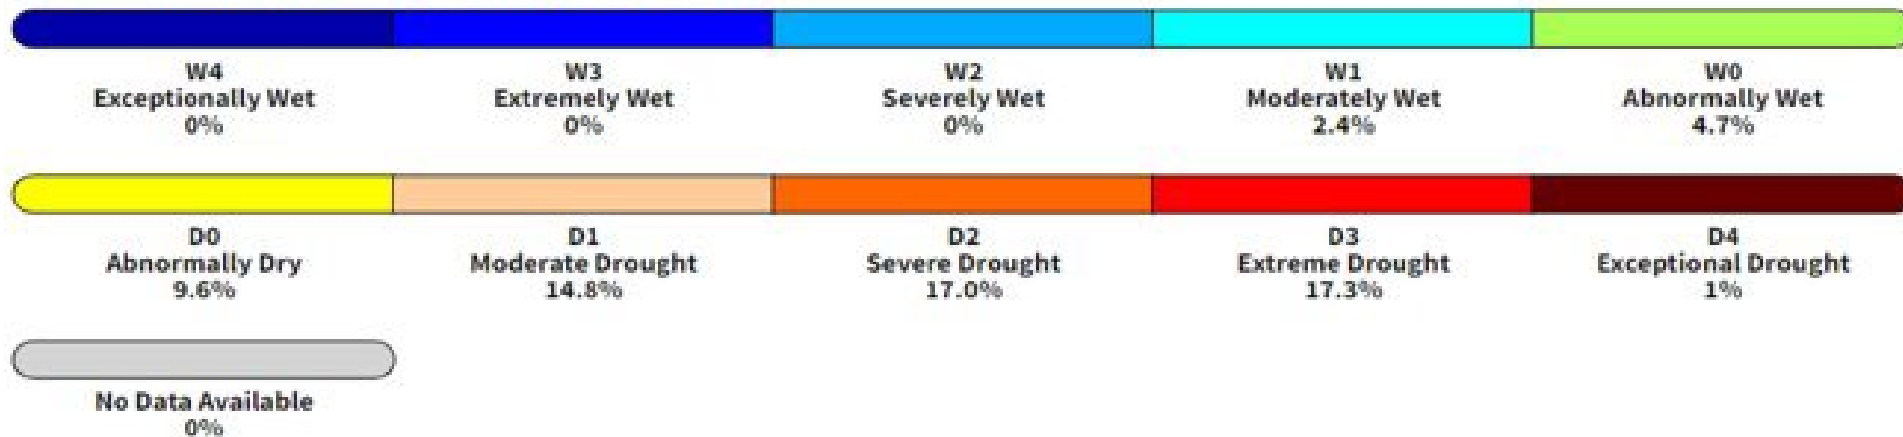 W4
Exceptionally Wet
0%
W3
Extremely Wet
0%
W2
Severely Wet
0%
W1
Moderately Wet
2.4%
W0
Abnormally Wet
4.7%
D0
Abnormally Dry
9.6%
D1
Moderate Drought
14.8%
D2
Severe Drought
17.0%
D3
Extreme Drought
17.3%
D4
Exceptional Drought
1%
No Data Available
0%